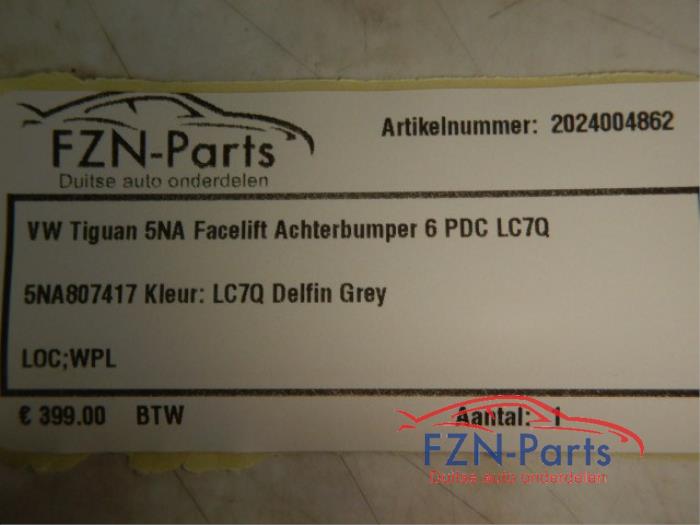 FZN-Parts
Duitse auto onderdelen
Artikelnummer: 2024004862
VW Tiguan 5NA Facelift Achterbumper 6 PDC LC7Q
5NA807417 Kleur: LC7Q Delfin Grey
LOC;WPL
€ 399.00 BTW
Aantal: 1
FZN-Parts
Duitse auto onderdelen